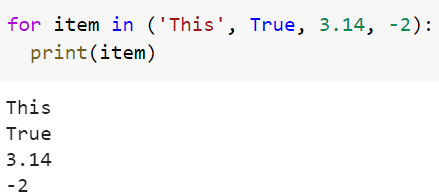 for item in ('This', True, 3.14, -2):
  print(item)
This
True
3.14
-2